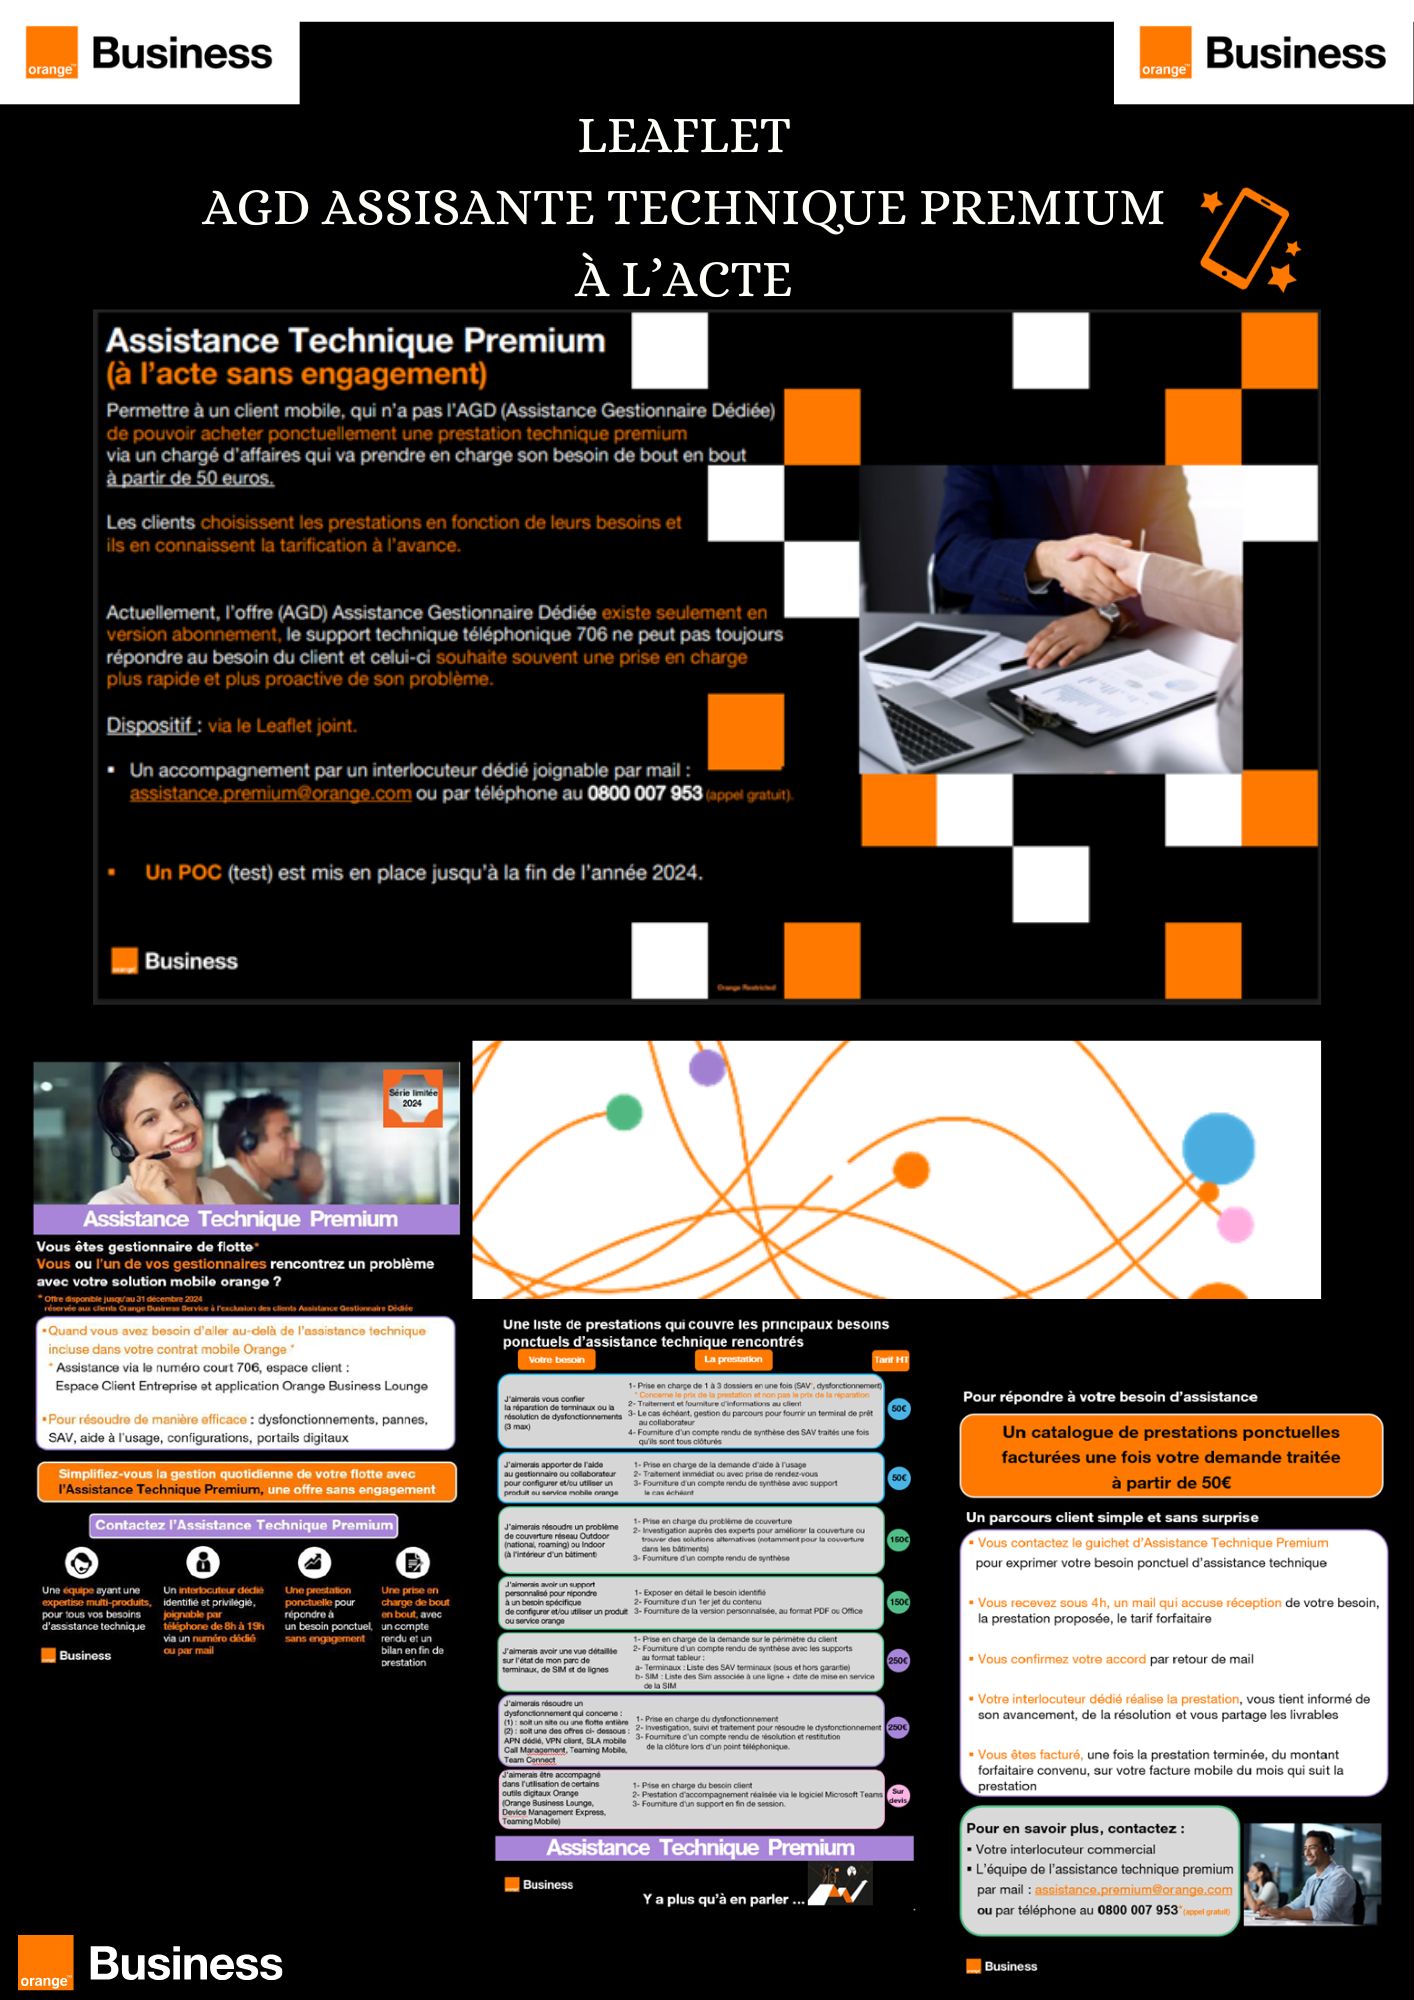 orange™ Business
orange™ Business
LEAFLET
AGD ASSISANTE TECHNIQUE PREMIUM
À L'ACTE
Assistance Technique Premium
(à l'acte sans engagement)
Permettre à un client mobile, qui n'a pas l'AGD (Assistance Gestionnaire Dédiée)
de pouvoir acheter ponctuellement une prestation technique premium
via un chargé d'affaires qui va prendre en charge son besoin de bout en bout
à partir de 50 euros.
Les clients choisissent les prestations en fonction de leurs besoins et
ils en connaissent la tarification à l'avance.
Actuellement, l'offre (AGD) Assistance Gestionnaire Dédiée existe seulement en
version abonnement, le support technique téléphonique 706 ne peut pas toujours
répondre au besoin du client et celui-ci souhaite souvent une prise en charge
plus rapide et plus proactive de son problème.
Dispositif : via le Leaflet joint.
▪ Un accompagnement par un interlocuteur dédié joignable par mail :
assistance.premium@orange.com ou par téléphone au 0800 007 953 (appel gratuit).
▪ Un POC (test) est mis en place jusqu'à la fin de l'année 2024.
orange Business
Orange Restricted
Série limitée
2024
Assistance Technique Premium
Vous êtes gestionnaire de flotte*
Vous ou l'un de vos gestionnaires rencontrez un problème
avec votre solution mobile orange ?
* Offre disponible jusqu'au 31 décembre 2024
réservée aux clients Orange Business Service à l'exclusion des clients Assistance Gestionnaire Dédiée
▪Quand vous avez besoin d'aller au-delà de l'assistance technique
incluse dans votre contrat mobile Orange *
* Assistance via le numéro court 706, espace client :
Espace Client Entreprise et application Orange Business Lounge
▪Pour résoudre de manière efficace : dysfonctionnements, pannes,
SAV, aide à l'usage, configurations, portails digitaux
Simplifiez-vous la gestion quotidienne de votre flotte avec
l'Assistance Technique Premium, une offre sans engagement
Contactez l'Assistance Technique Premium
Une équipe ayant une
expertise multi-produits,
pour tous vos besoins
d'assistance technique
Un interlocuteur dédié
identifié et privilégié,
joignable par
téléphone de 8h à 19h
via un numéro dédié
ou par mail
Une prestation
ponctuelle pour
répondre à
un besoin ponctuel,
sans engagement
Une prise en
charge de bout
en bout, avec
un compte
rendu et un
bilan en fin de
prestation
Business
Une liste de prestations qui couvre les principaux besoins
ponctuels d'assistance technique rencontrés
Votre besoin La prestation Tarif HT
J'aimerais vous confier
la réparation de terminaux ou la
résolution de dysfonctionnements
(3 max)
1- Prise en charge de 1 à 3 dossiers en une fois (SAV*, dysfonctionnement)
* Concerne le prix de la prestation et non pas le prix de la réparation
2- Traitement et fourniture d'informations au client
3- Le cas échéant, gestion du parcours pour fournir un terminal de prêt
au collaborateur
4- Fourniture d'un compte rendu de synthèse des SAV traités une fois
qu'ils sont tous clôturés
50€
J'aimerais apporter de l'aide
au gestionnaire ou collaborateur
pour configurer et/ou utiliser un
produit ou service mobile orange
1- Prise en charge de la demande d'aide à l'usage
2- Traitement immédiat ou avec prise de rendez-vous
3- Fourniture d'un compte rendu de synthèse avec support
le cas échéant
50€
J'aimerais résoudre un problème
de couverture réseau Outdoor
(national, roaming) ou Indoor
(à l'intérieur d'un bâtiment)
1- Prise en charge du problème de couverture
2- Investigation auprès des experts pour améliorer la couverture ou
trouver des solutions alternatives (notamment pour la couverture
dans les bâtiments)
3- Fourniture d'un compte rendu de synthèse
150€
J'aimerais avoir un support
personnalisé pour répondre
à un besoin spécifique
de configurer et/ou utiliser un produit
ou service orange
1- Exposer en détail le besoin identifié
2- Fourniture d'un 1er jet du contenu
3- Fourniture de la version personnalisée, au format PDF ou Office
150€
J'aimerais avoir une vue détaillée
sur l'état de mon parc de
terminaux, de SIM et de lignes
1- Prise en charge de la demande sur le périmètre du client
2- Fourniture d'un compte rendu de synthèse avec les supports
au format tableur :
a- Terminaux : Liste des SAV terminaux (sous et hors garantie)
b- SIM : Liste des Sim associée à une ligne + date de mise en service
de la SIM
250€
J'aimerais résoudre un
dysfonctionnement qui concerne :
(1) : soit un site ou une flotte entière
(2) : soit une des offres ci- dessous :
APN dédié, VPN client, SLA mobile
Call Management, Teaming Mobile,
Team Connect
1- Prise en charge du dysfonctionnement
2- Investigation, suivi et traitement pour résoudre le dysfonctionnement
3- Fourniture d'un compte rendu de résolution et restitution
de la clôture lors d'un point téléphonique.
250€
J'aimerais être accompagné
dans l'utilisation de certains
outils digitaux Orange
(Orange Business Lounge,
Device Management Express,
Teaming Mobile)
1- Prise en charge du besoin client
2- Prestation d'accompagnement réalisée via le logiciel Microsoft Teams
3- Fourniture d'un support en fin de session.
Sur
devis
Assistance Technique Premium
Business
Y a plus qu'à en parler ...
Pour répondre à votre besoin d'assistance
Un catalogue de prestations ponctuelles
facturées une fois votre demande traitée
à partir de 50€
Un parcours client simple et sans surprise
▪ Vous contactez le guichet d'Assistance Technique Premium
pour exprimer votre besoin ponctuel d'assistance technique
▪ Vous recevez sous 4h, un mail qui accuse réception de votre besoin,
la prestation proposée, le tarif forfaitaire
▪ Vous confirmez votre accord par retour de mail
▪ Votre interlocuteur dédié réalise la prestation, vous tient informé de
son avancement, de la résolution et vous partage les livrables
▪ Vous êtes facturé, une fois la prestation terminée, du montant
forfaitaire convenu, sur votre facture mobile du mois qui suit la
prestation
Pour en savoir plus, contactez :
▪ Votre interlocuteur commercial
▪ L'équipe de l'assistance technique premium
par mail : assistance.premium@orange.com
ou par téléphone au 0800 007 953* (appel gratuit)
Business
orange™ Business